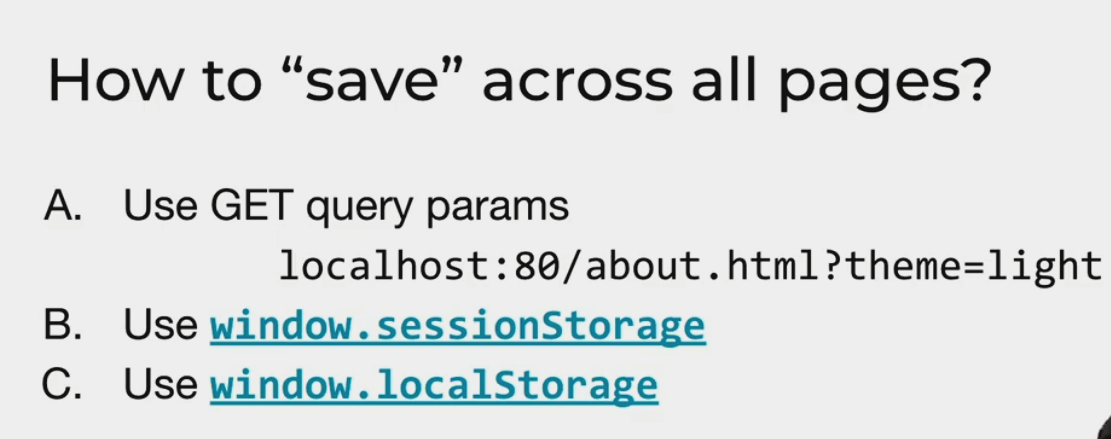 How to “save” across all pages?
A. Use GET query params
localhost:80/about.html?theme=light
B. Use window.sessionStorage
C. Use window.localStorage